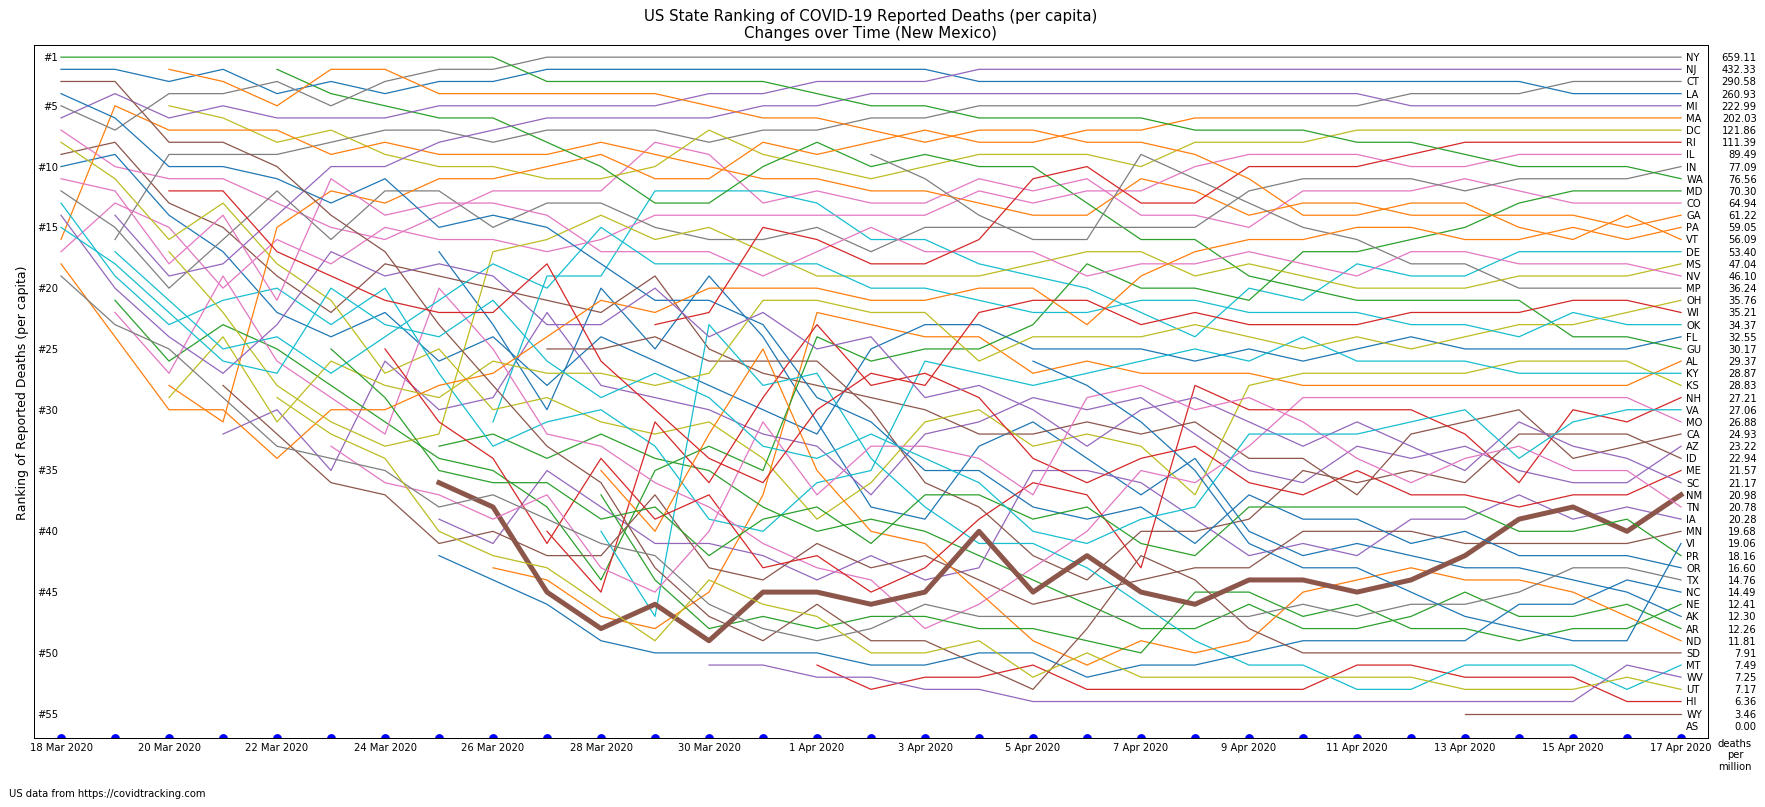 US State Ranking of COVID-19 Reported Deaths (per capita)
Changes over Time (New Mexico)
Ranking of Reported Deaths (per capita)
#1
#5
#10
#15
#20
#25
#30
#35
#40
#45
#50
#55
NY 659.11
NJ 432.33
CT 290.58
LA 260.93
MI 222.99
MA 202.03
DC 121.86
RI 111.39
IL 89.49
IN 77.09
WA 76.56
MD 70.30
CO 64.94
GA 61.22
PA 59.05
VT 56.09
DE 53.40
MS 47.04
NV 46.10
MP 36.24
OH 35.76
WI 35.21
OK 34.37
FL 32.55
GU 30.17
AL 29.37
KY 28.87
KS 28.83
NH 27.21
VA 27.06
MO 26.88
CA 24.93
AZ 23.22
ID 22.94
ME 21.57
SC 21.17
NM 20.98
TN 20.78
IA 20.28
MN 19.68
VI 19.06
PR 18.16
OR 16.60
TX 14.76
NC 14.49
NE 12.41
AK 12.30
AR 12.26
ND 11.81
SD 7.91
MT 7.49
WV 7.25
UT 7.17
HI 6.36
WY 3.46
AS 0.00
18 Mar 2020 20 Mar 2020 22 Mar 2020 24 Mar 2020 26 Mar 2020 28 Mar 2020 30 Mar 2020 1 Apr 2020 3 Apr 2020 5 Apr 2020 7 Apr 2020 9 Apr 2020 11 Apr 2020 13 Apr 2020 15 Apr 2020 17 Apr 2020
deaths
per
million
US data from https://covidtracking.com